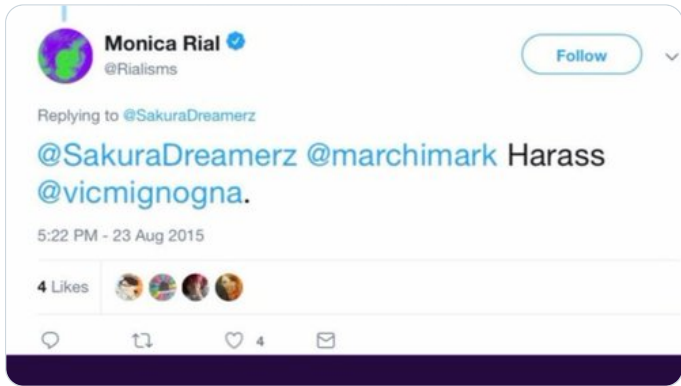 Monica Rial
@Rialisms
Follow
Replying to @SakuraDreamerz
@SakuraDreamerz @marchimark Harass
@vicmignogna.
5:22 PM - 23 Aug 2015
4 Likes
4